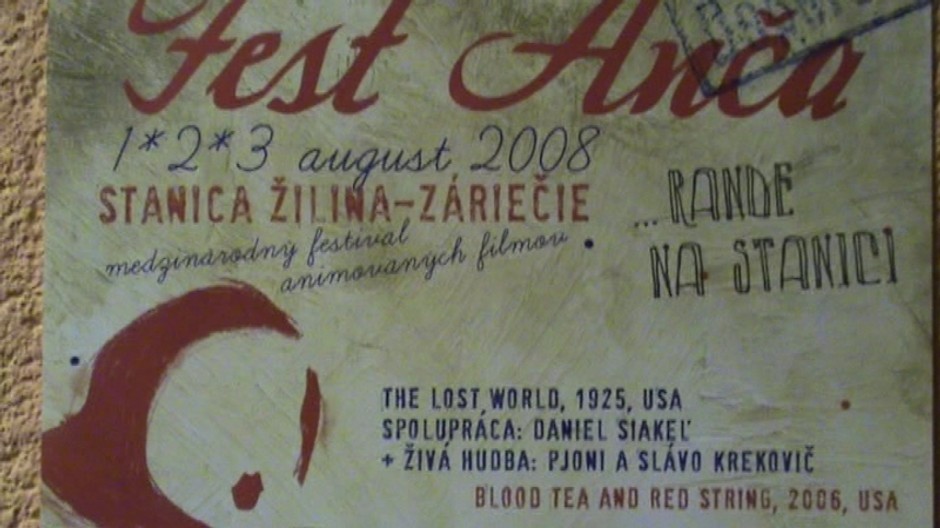 Fest Anča
1*2*3 august 2008
STANICA ŽILINA-ZÁRIEČIE
medzinárodný festival
animovaných filmov
...RANDE
NA STANICI
THE LOST WORLD, 1925, USA
SPOLUPRÁCA: DANIEL SIAKEĽ
+ ŽIVÁ HUDBA: PJONI A SLÁVO KREKOVIČ
BLOOD TEA AND RED STRING, 2006, USA